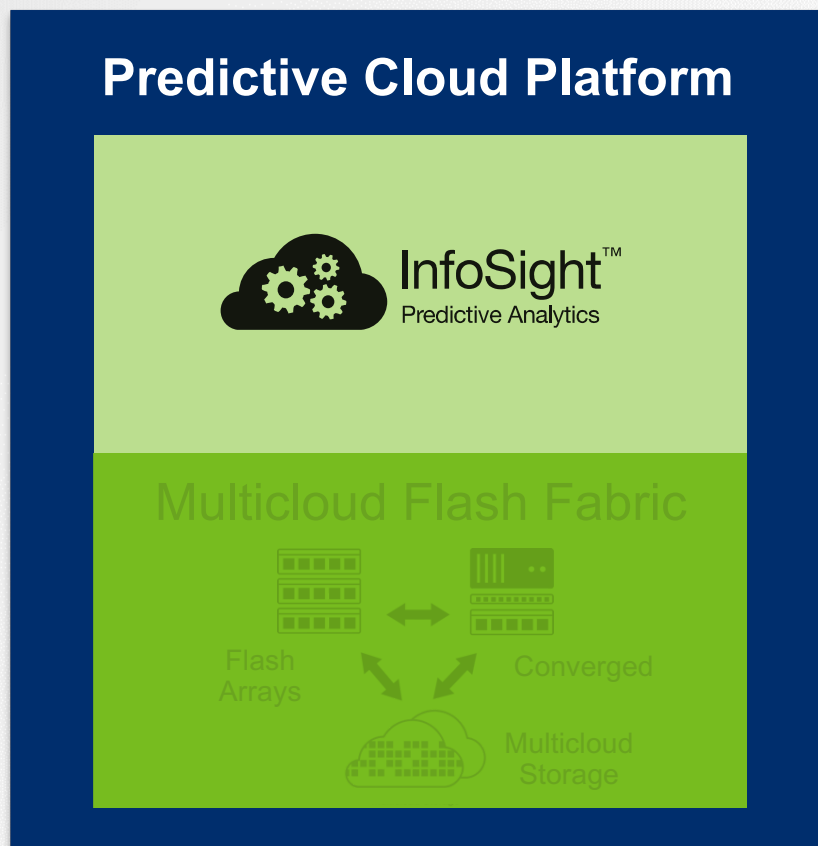 Predictive Cloud Platform
InfoSight™
Predictive Analytics
Multicloud Flash Fabric
Flash
Arrays
Converged
Multicloud
Storage